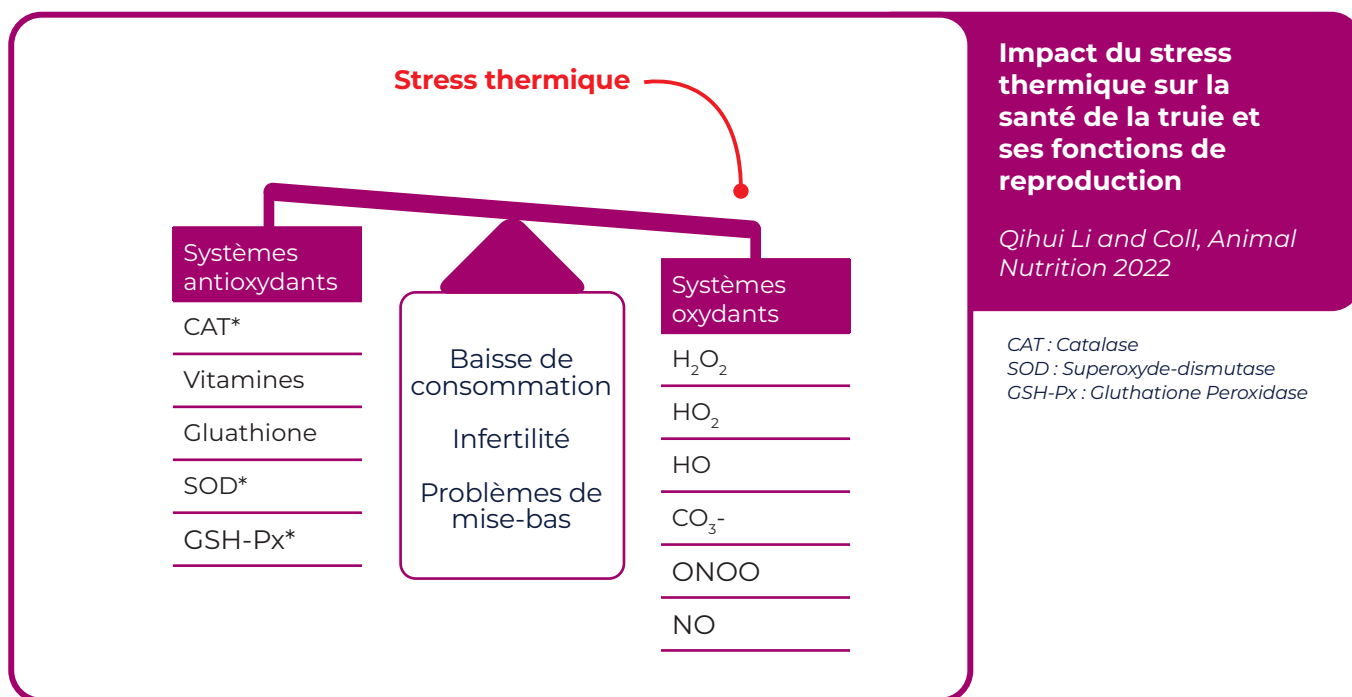 Stress thermique
Systèmes
antioxydants
CAT*
Vitamines
Gluathione
SOD*
GSH-Px*
Baisse de
consommation
Infertilité
Problèmes de
mise-bas
Systèmes
oxydants
H₂O₂
HO₂
HO
CO₃-
ONOO
NO
Impact du stress
thermique sur la
santé de la truie et
ses fonctions de
reproduction
Qihui Li and Coll, Animal
Nutrition 2022
CAT : Catalase
SOD : Superoxyde-dismutase
GSH-Px : Gluthatione Peroxidase